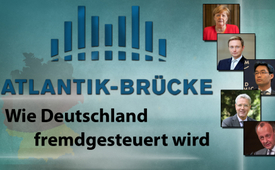 ATLANTIK-BRÜCKE
Wie Deutschland
fremdgesteuert wird